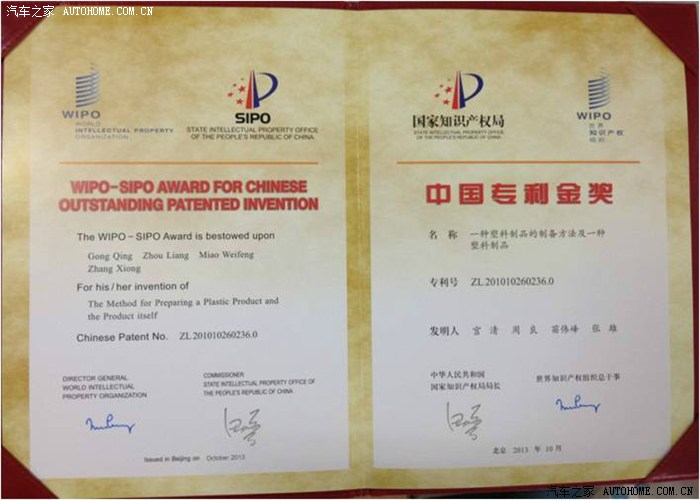 汽车之家 AUTOHOME.COM.CN
WIPO
WORLD
INTELLECTUAL PROPERTY
ORGANIZATION
SIPO
STATE INTELLECTUAL PROPERTY OFFICE
OF THE PEOPLE'S REPUBLIC OF CHINA
WIPO-SIPO AWARD FOR CHINESE
OUTSTANDING PATENTED INVENTION
The WIPO-SIPO Award is bestowed upon
Gong Qing Zhou Liang Miao Weifeng
Zhang Xiong
For his/her invention of
The Method for Preparing a Plastic Product and
the Product itself
Chinese Patent No. ZL 201010260236.0
DIRECTOR GENERAL
WORLD INTELLECTUAL
PROPERTY ORGANIZATION
COMMISSIONER
STATE INTELLECTUAL PROPERTY OFFICE OF
THE PEOPLE'S REPUBLIC OF CHINA
Issued in Beijing on October 2013
国家知识产权局
STATE INTELLECTUAL PROPERTY OFFICE
OF THE PEOPLE'S REPUBLIC OF CHINA
WIPO
世界
知识产权
组织
中国专利金奖
名称 一种塑料制品的制备方法及一种
塑料制品
专利号 ZL 201010260236.0
发明人 宫清 周良 苗伟峰 张雄
中华人民共和国
国家知识产权局局长
世界知识产权组织总干事
北京 2013 年 10 月
汽车之家 AUTOHOME.COM.CN